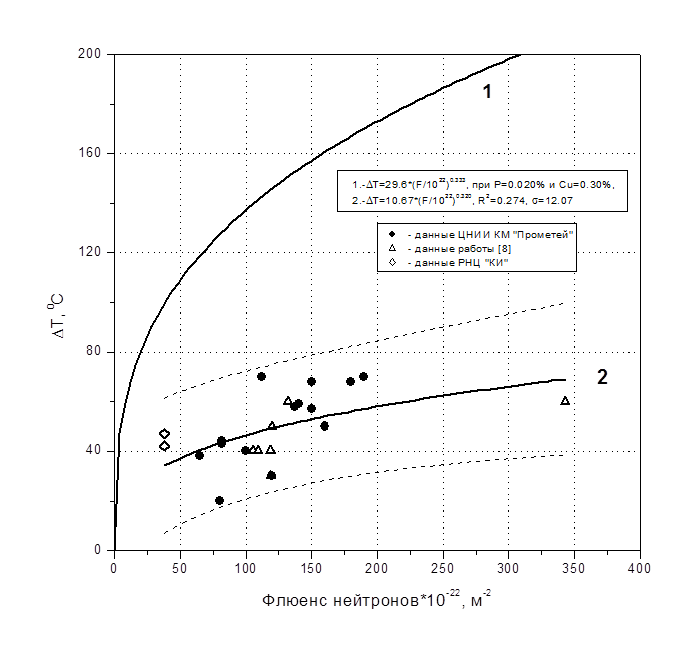 200
160
120
80
40
0
ΔT, ⁰C
1
1.-ΔT=29.6*(F/10²²)⁰·³³³, при P=0.020% и Cu=0.30%,
2.-ΔT=10.67*(F/10²²)⁰·³²⁰, R²=0.274, σ=12.07
- данные ЦНИИ КМ "Прометей"
- данные работы [8]
- данные РНЦ "КИ"
2
0 50 100 150 200 250 300 350 400
Флюенс нейтронов*10⁻²², м⁻²